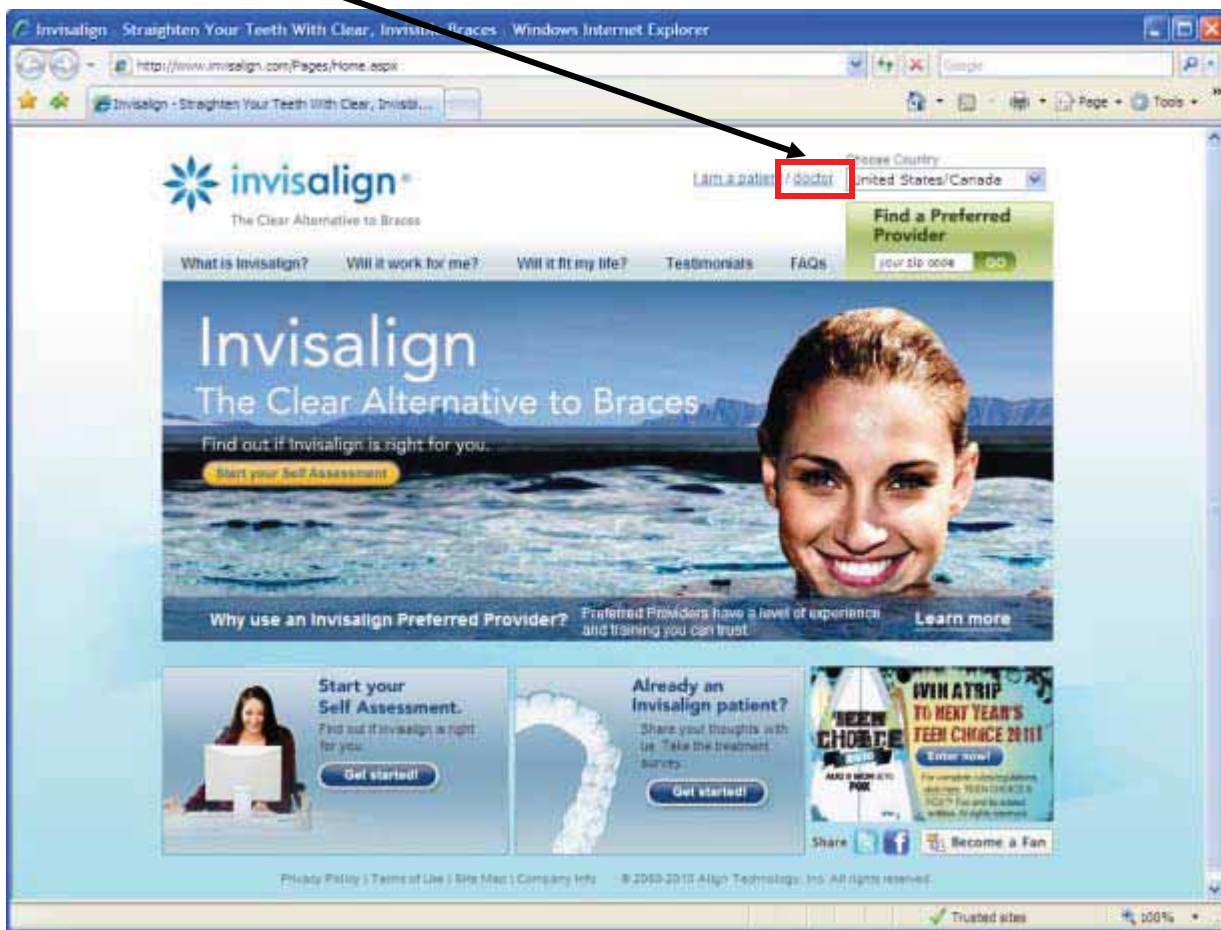 Invisalign Straighten Your Teeth With Clear, Invisible Braces Windows Internet Explorer
http://www.invisalign.com/Pages/Home.aspx
Google
Invisalign - Straighten Your Teeth With Clear, Invisibl...
Page
Tools
Choose Country
I am a patient / doctor
United States/Canada
invisalign
The Clear Alternative to Braces
Find a Preferred
Provider
your zip code GO
What is Invisalign? Will it work for me? Will it fit my life? Testimonials FAQs
Invisalign
The Clear Alternative to Braces
Find out if Invisalign is right for you.
Start your Self Assessment
Why use an Invisalign Preferred Provider?
Preferred Providers have a level of experience
and training you can trust.
Learn more
Start your
Self Assessment.
Find out if Invisalign is right
for you.
Get started!
Already an
Invisalign patient?
Share your thoughts with
us. Take the treatment
survey.
Get started!
TEEN
CHOICE
2010
FOX
WIN A TRIP
TO NEXT YEAR'S
TEEN CHOICE 2011!
Enter now!
Share
Become a Fan
Privacy Policy | Terms of Use | Site Map | Company Info © 2000-2010 Align Technology, Inc. All rights reserved.
Trusted sites
100%